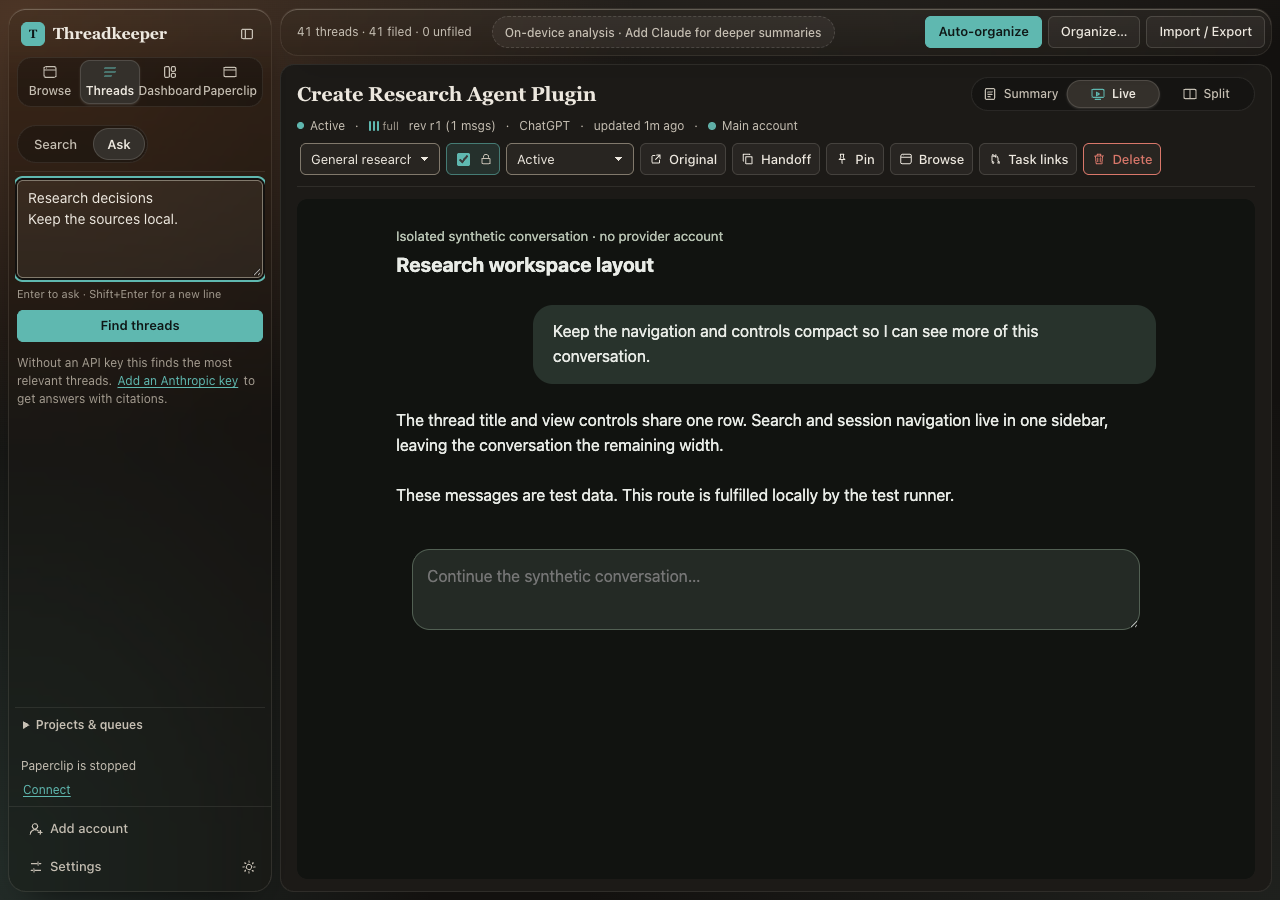 T Threadkeeper
Browse Threads Dashboard Paperclip
Search Ask
Research decisions
Keep the sources local.
Enter to ask · Shift+Enter for a new line
Find threads
Without an API key this finds the most
relevant threads. Add an Anthropic key to
get answers with citations.
Projects & queues
Paperclip is stopped
Connect
Add account
Settings
41 threads · 41 filed · 0 unfiled On-device analysis · Add Claude for deeper summaries Auto-organize Organize... Import / Export
Create Research Agent Plugin Summary Live Split
Active · full rev r1 (1 msgs) · ChatGPT · updated 1m ago · Main account
General research Active Original Handoff Pin Browse Task links Delete
Isolated synthetic conversation · no provider account
Research workspace layout
Keep the navigation and controls compact so I can see more of this
conversation.
The thread title and view controls share one row. Search and session navigation live in one sidebar,
leaving the conversation the remaining width.
These messages are test data. This route is fulfilled locally by the test runner.
Continue the synthetic conversation...